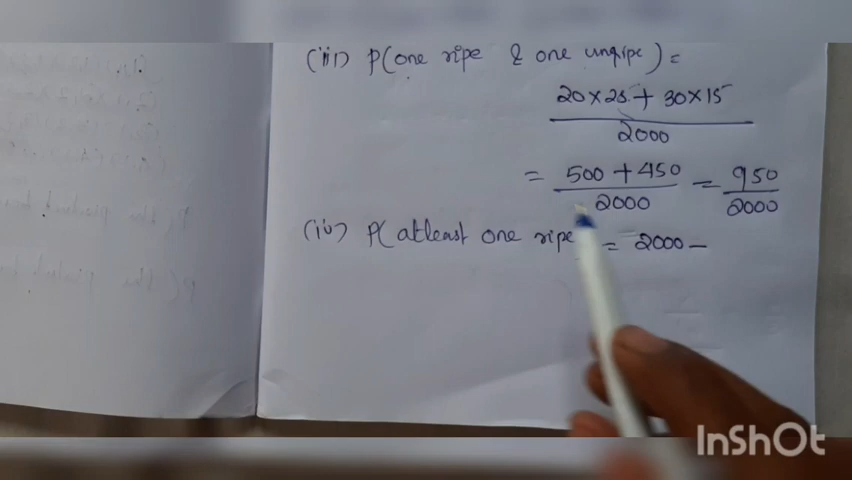 (iii) P(one ripe & one unripe) =
20×25 + 30×15
2000
= 500 + 450 = 950
2000 2000
(iv) P(atleast one ripe = 2000 –
InShOt